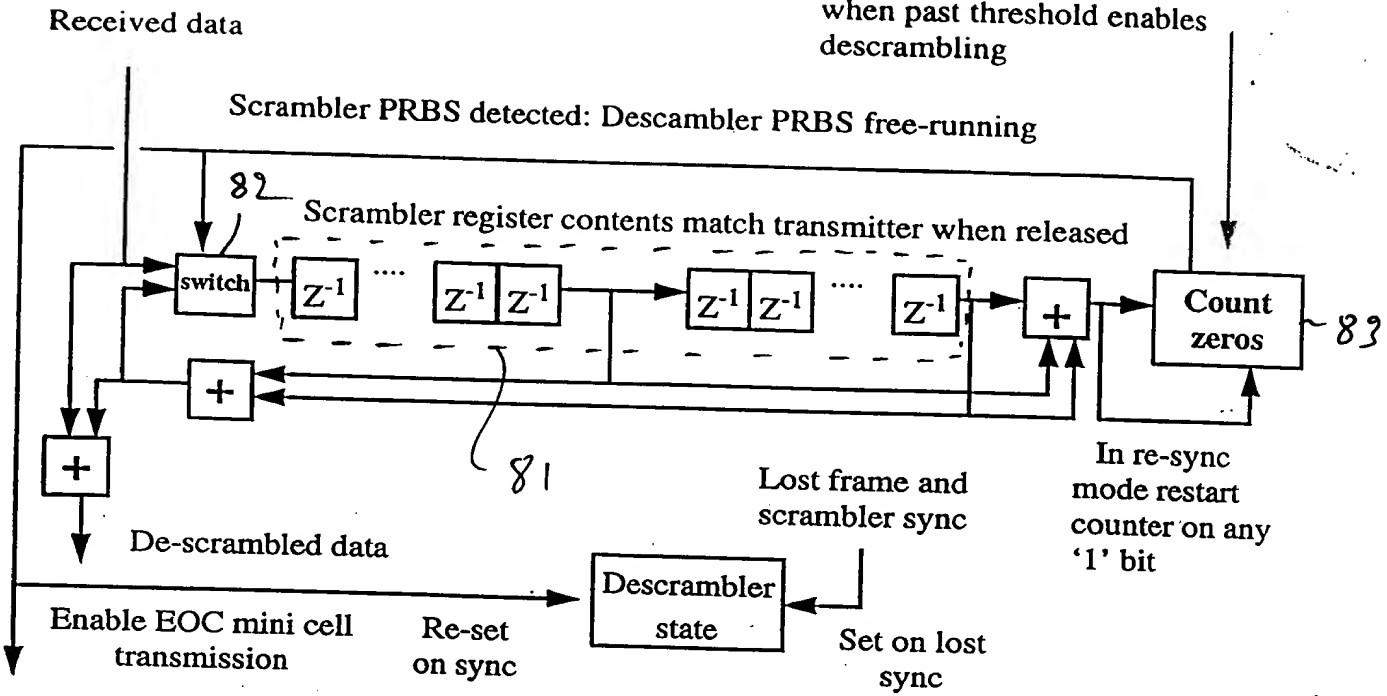 Received data
when past threshold enables
descrambling
Scrambler PRBS detected: Descambler PRBS free-running
82
Scrambler register contents match transmitter when released
switch
Z-1
....
Z-1
Z-1
Z-1
Z-1
....
Z-1
+
Count
zeros
83
+
+
81
De-scrambled data
Lost frame and
scrambler sync
In re-sync
mode restart
counter on any
‘1’ bit
Descrambler
state
Enable EOC mini cell
transmission
Re-set
on sync
Set on lost
sync